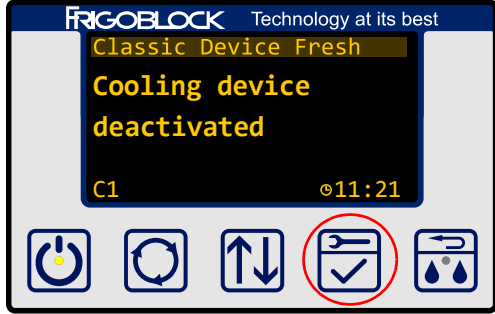 FRIGOBLOCK Technology at its best
Classic Device Fresh
Cooling device
deactivated
C1 11:21